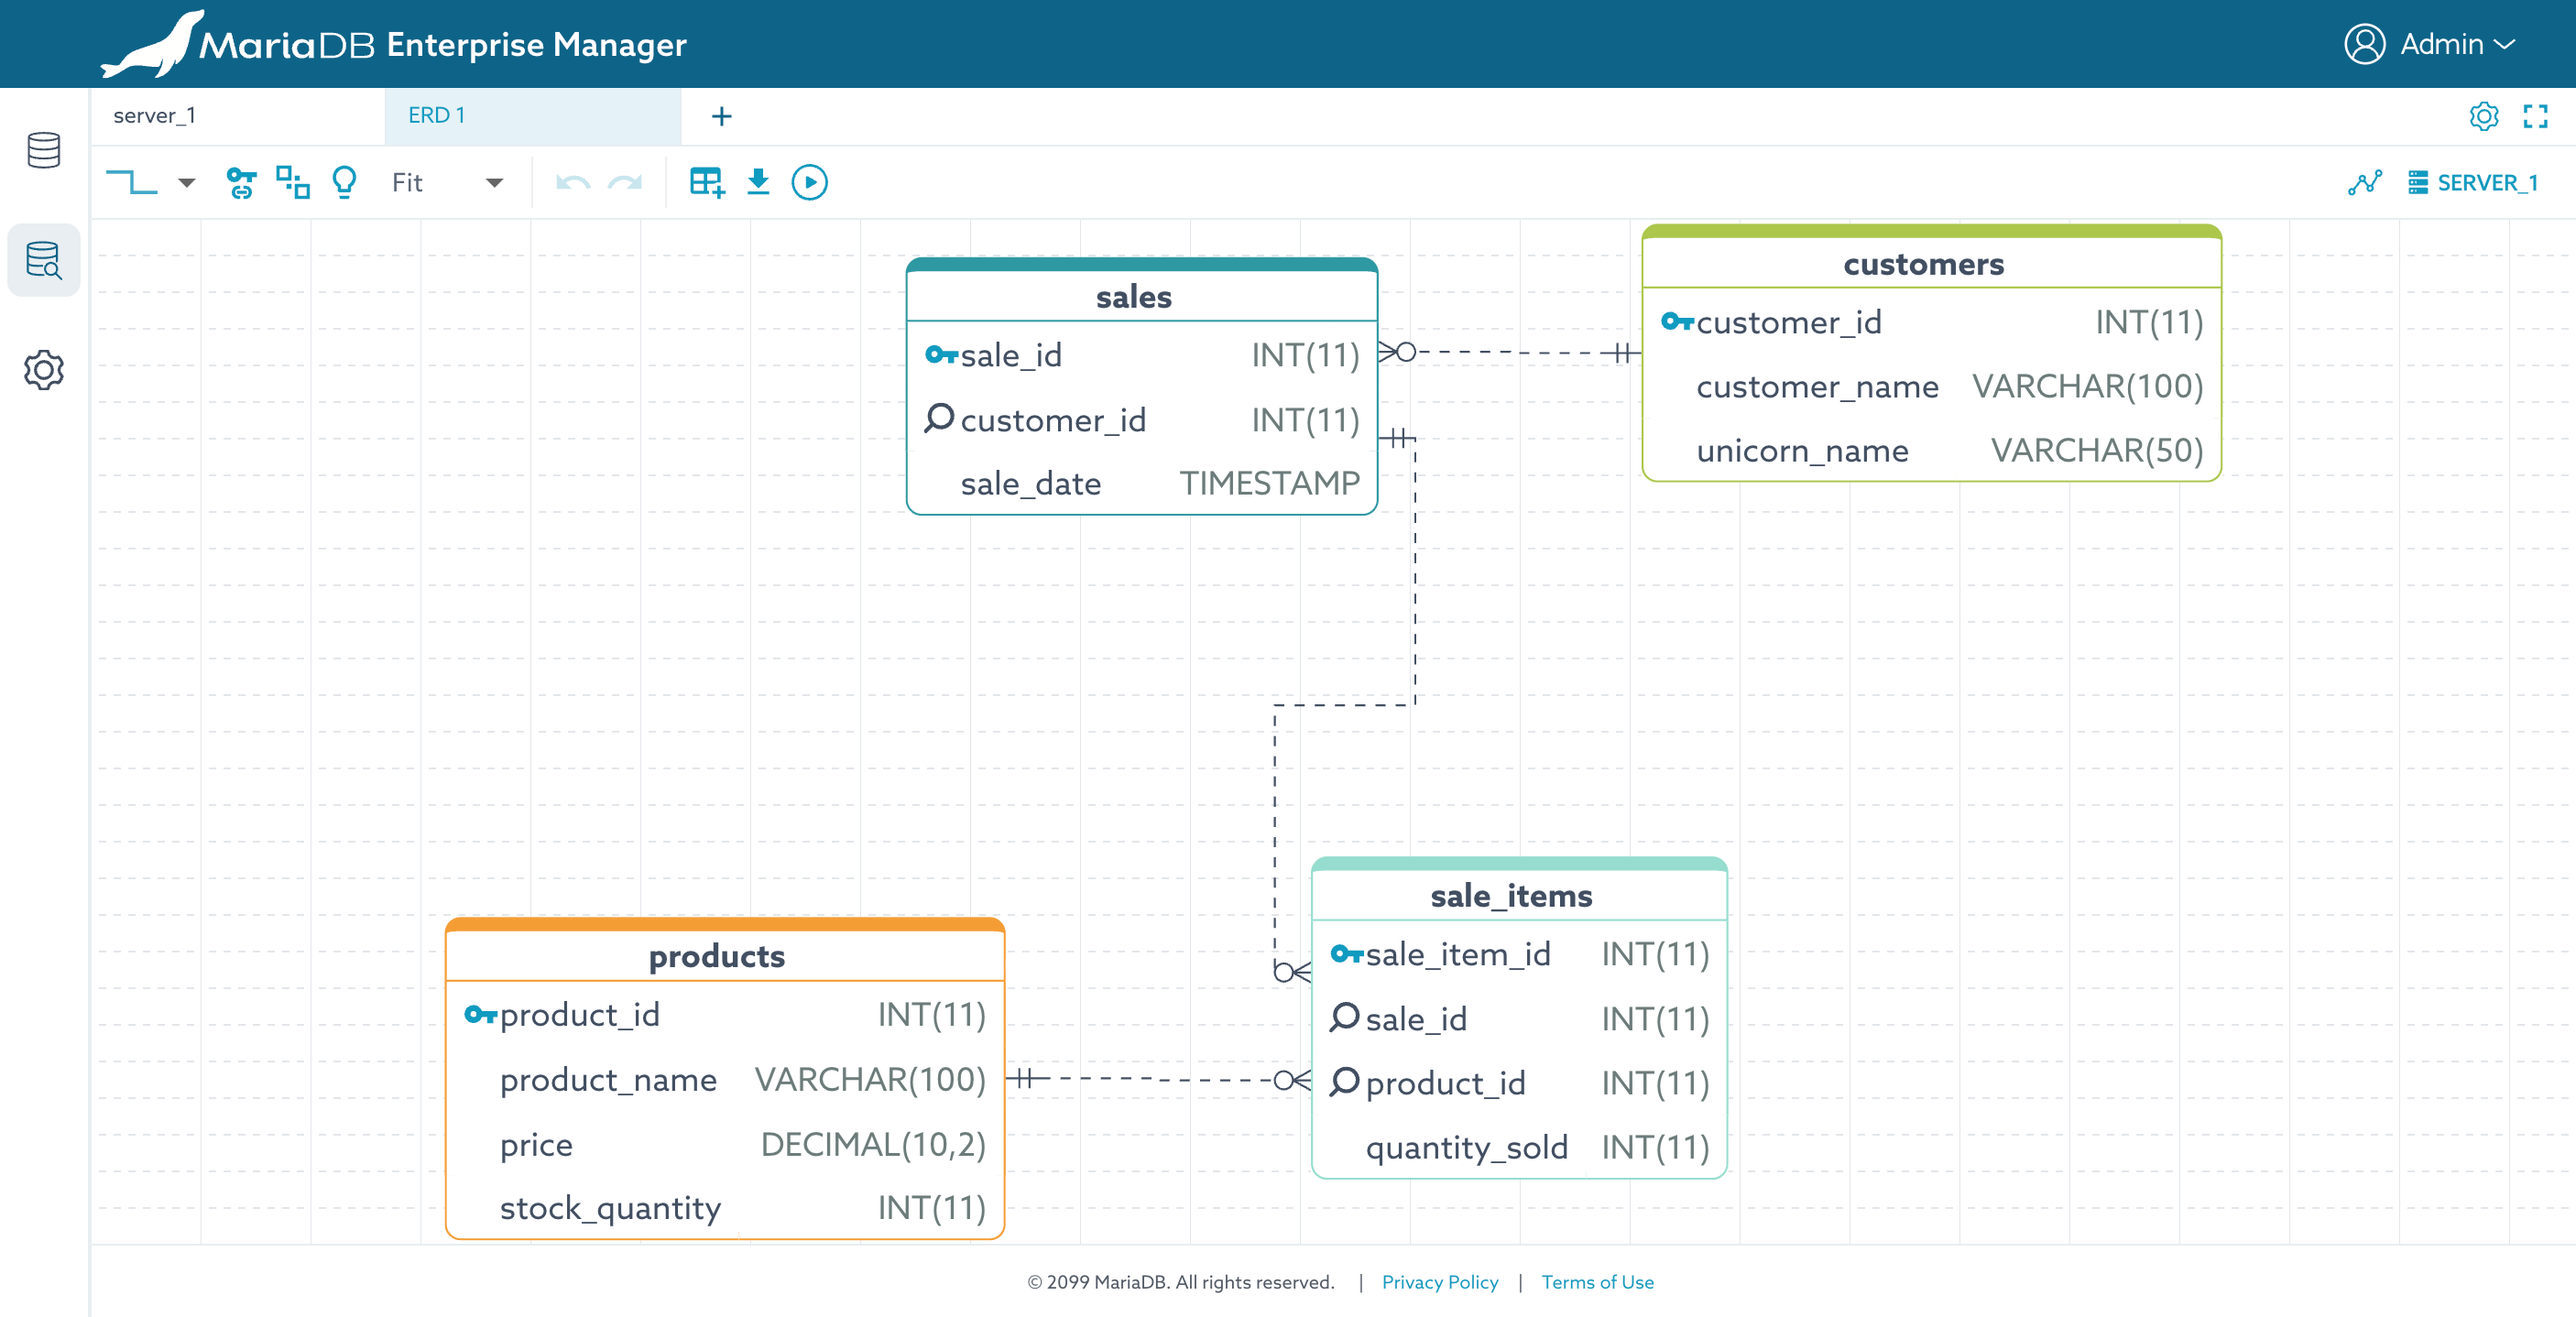 MariaDB Enterprise Manager
Admin
server_1
ERD 1
Fit
SERVER_1
customers
customer_id INT(11)
customer_name VARCHAR(100)
unicorn_name VARCHAR(50)
sales
sale_id INT(11)
customer_id INT(11)
sale_date TIMESTAMP
sale_items
sale_item_id INT(11)
sale_id INT(11)
product_id INT(11)
quantity_sold INT(11)
products
product_id INT(11)
product_name VARCHAR(100)
price DECIMAL(10,2)
stock_quantity INT(11)
© 2099 MariaDB. All rights reserved. | Privacy Policy | Terms of Use